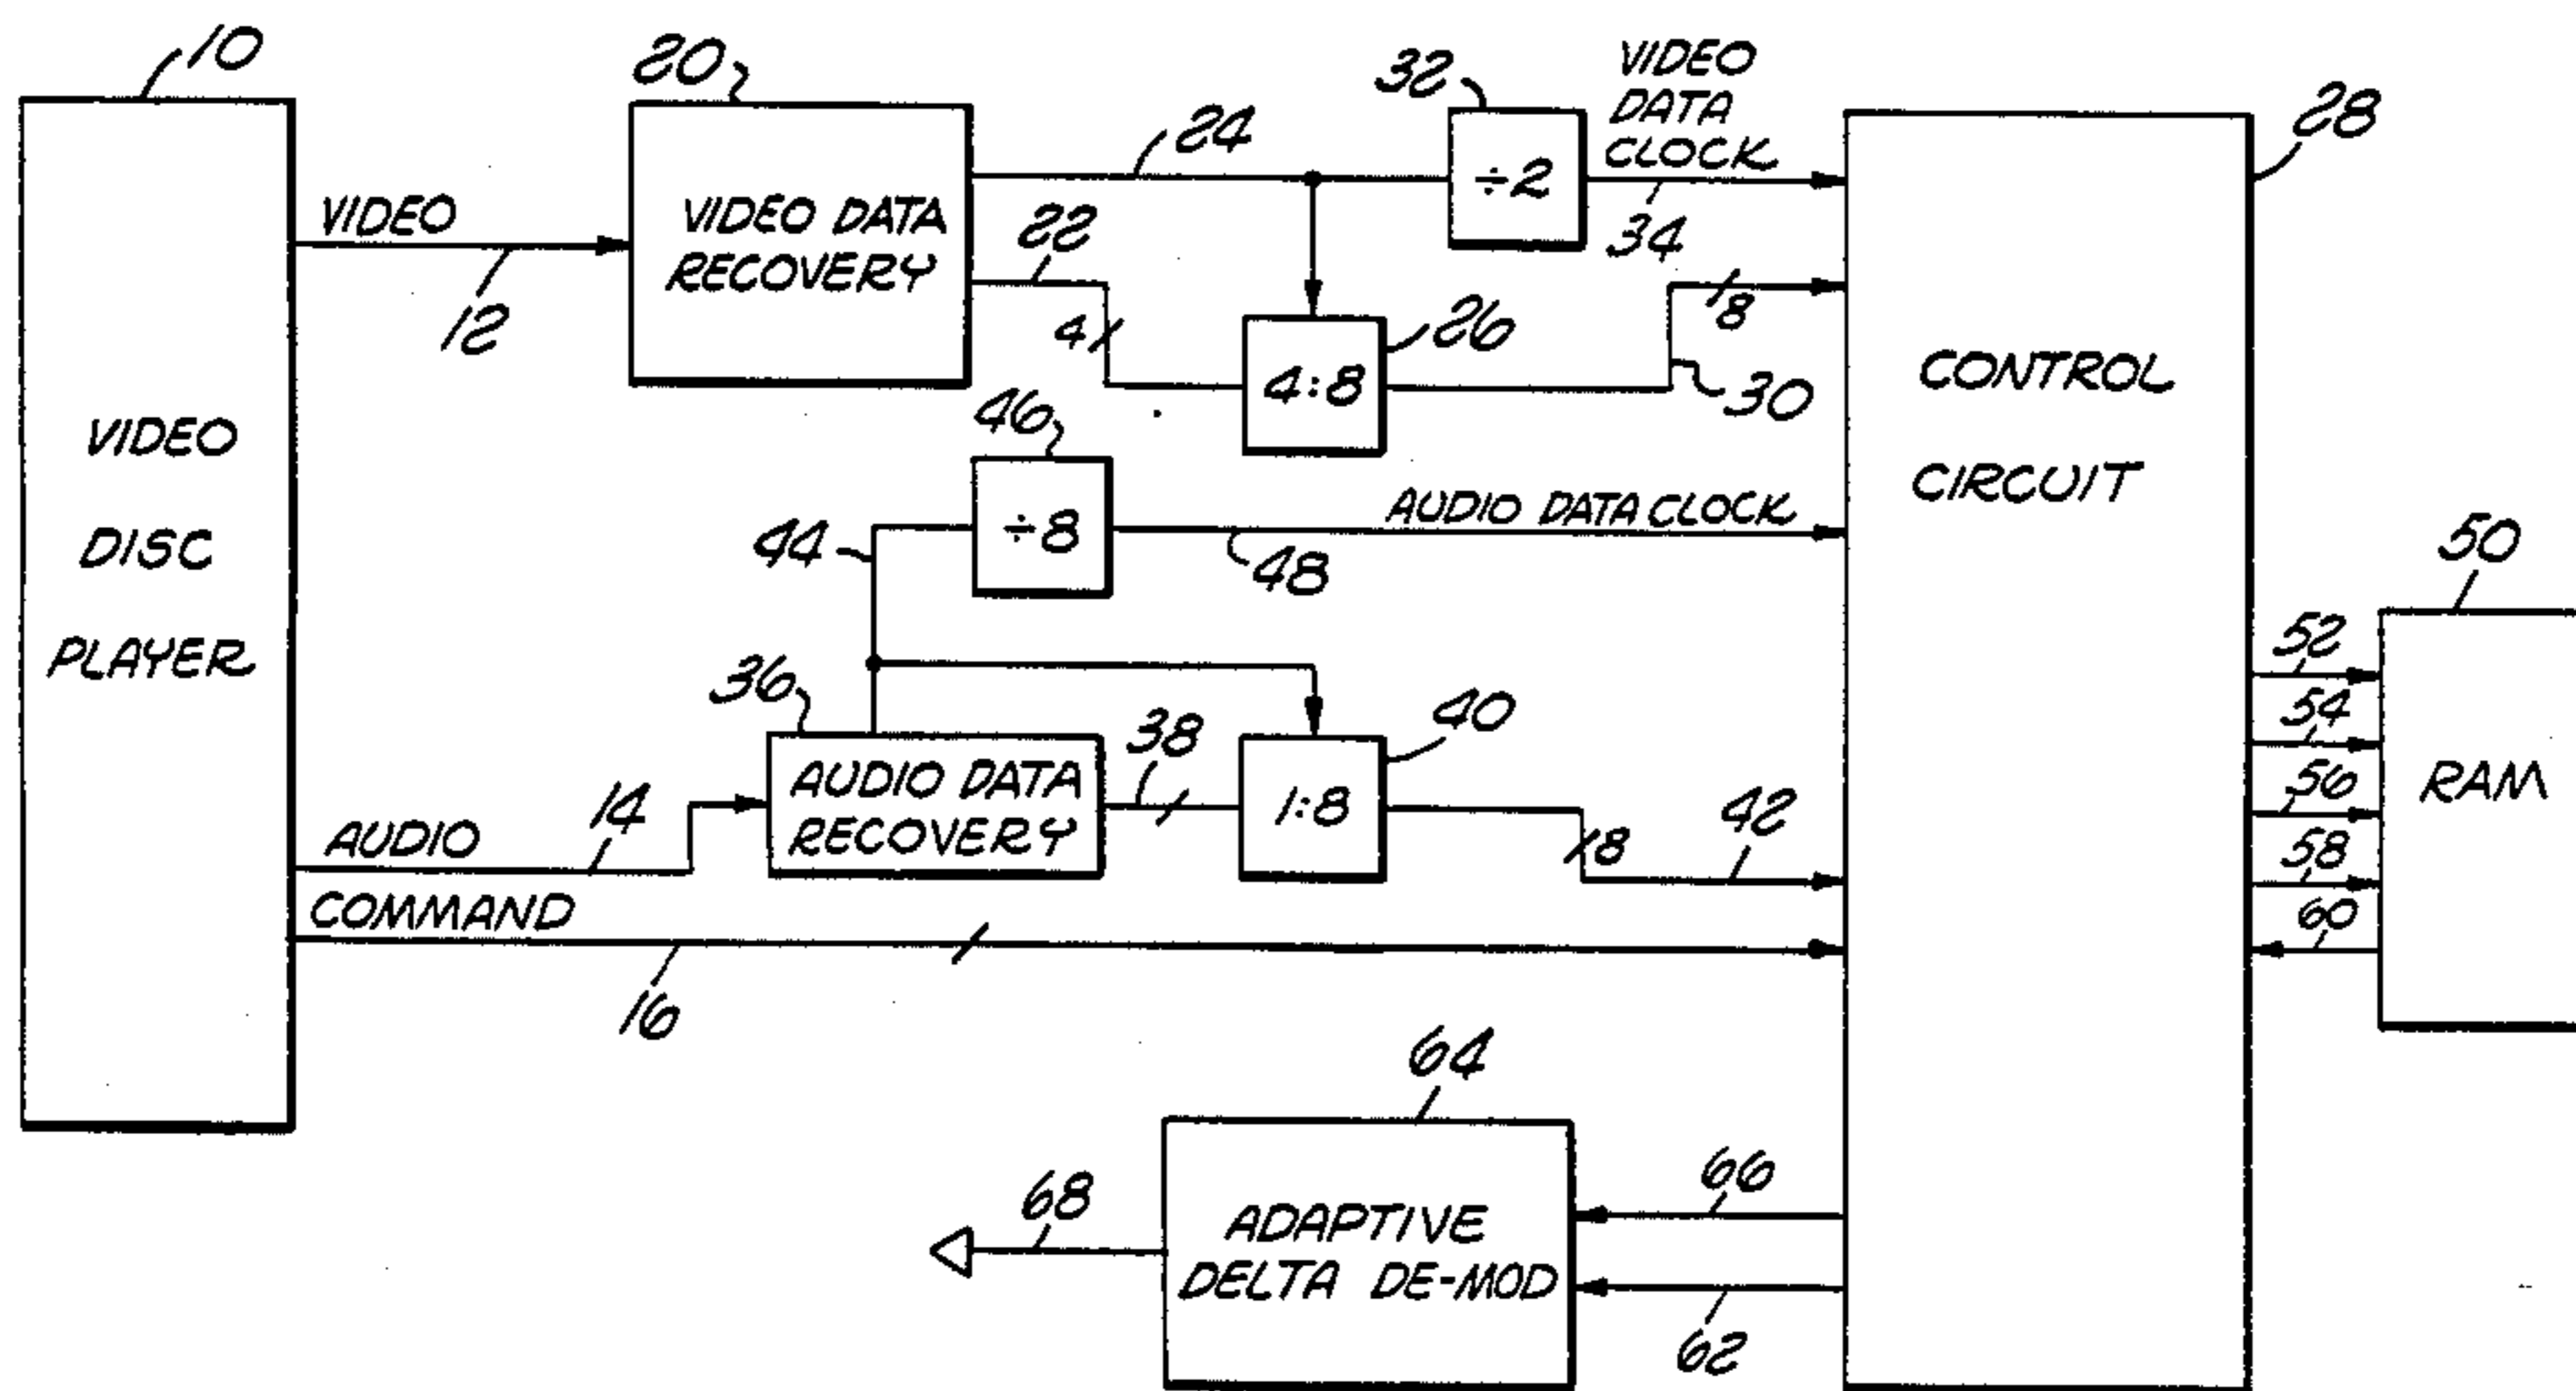 10
VIDEO
DISC
PLAYER
VIDEO
12
20
VIDEO DATA
RECOVERY
24
22
4
32
÷2
VIDEO
DATA
CLOCK
34
26
4:8
8
30
28
CONTROL
CIRCUIT
46
÷8
44
AUDIO DATA CLOCK
48
36
AUDIO DATA
RECOVERY
38
40
1:8
8
42
AUDIO
14
COMMAND
16
50
RAM
52
54
56
58
60
64
ADAPTIVE
DELTA DE-MOD
66
62
68